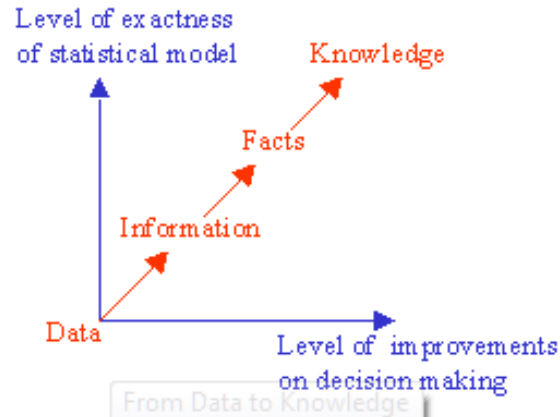 Level of exactness
of statistical model
Knowledge
Facts
Information
Data
Level of improvements
on decision making
From Data to Knowledge